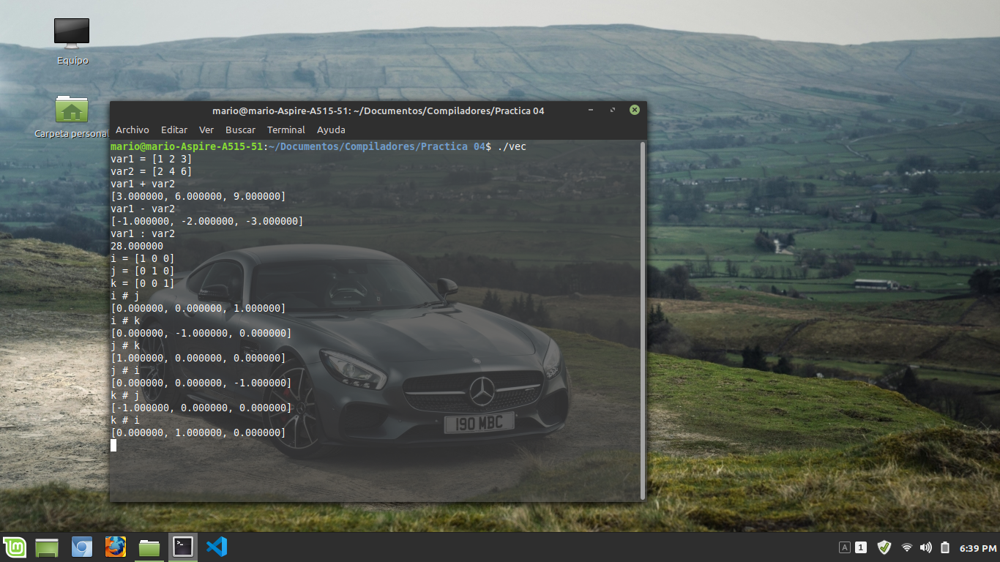 Equipo
Carpeta personal
mario@mario-Aspire-A515-51: ~/Documentos/Compiladores/Practica 04
Archivo Editar Ver Buscar Terminal Ayuda
mario@mario-Aspire-A515-51:~/Documentos/Compiladores/Practica 04$ ./vec
var1 = [1 2 3]
var2 = [2 4 6]
var1 + var2
[3.000000, 6.000000, 9.000000]
var1 - var2
[-1.000000, -2.000000, -3.000000]
var1 : var2
28.000000
i = [1 0 0]
j = [0 1 0]
k = [0 0 1]
i # j
[0.000000, 0.000000, 1.000000]
i # k
[0.000000, -1.000000, 0.000000]
j # k
[1.000000, 0.000000, 0.000000]
j # i
[0.000000, 0.000000, -1.000000]
k # j
[-1.000000, 0.000000, 0.000000]
k # i
[0.000000, 1.000000, 0.000000]
190 MBC
A 1 6:39 PM